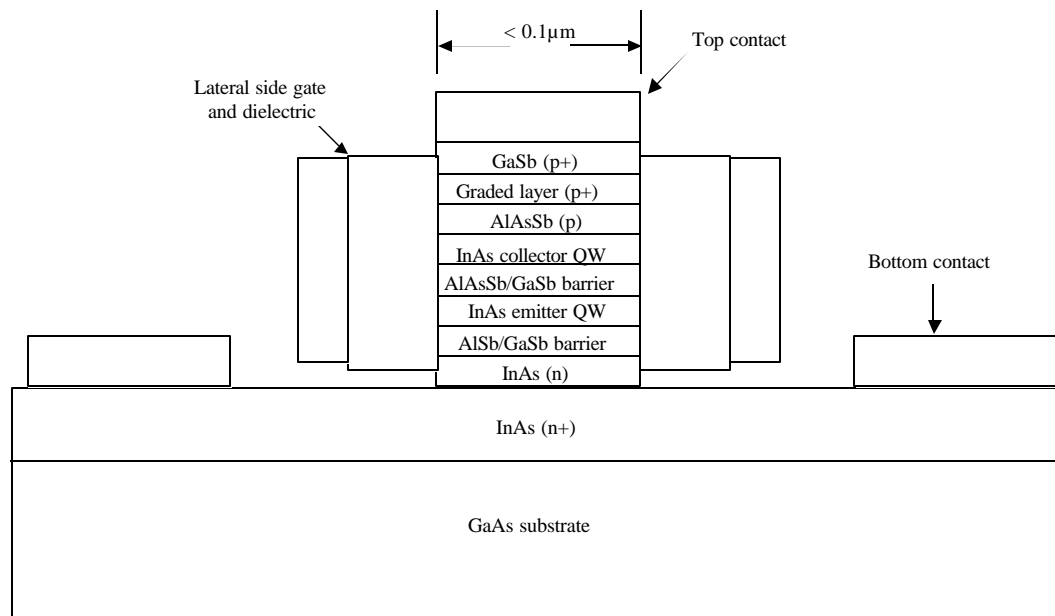 < 0.1µm
Top contact
Lateral side gate
and dielectric
GaSb (p+)
Graded layer (p+)
AlAsSb (p)
InAs collector QW
AlAsSb/GaSb barrier
InAs emitter QW
AlSb/GaSb barrier
InAs (n)
Bottom contact
InAs (n+)
GaAs substrate